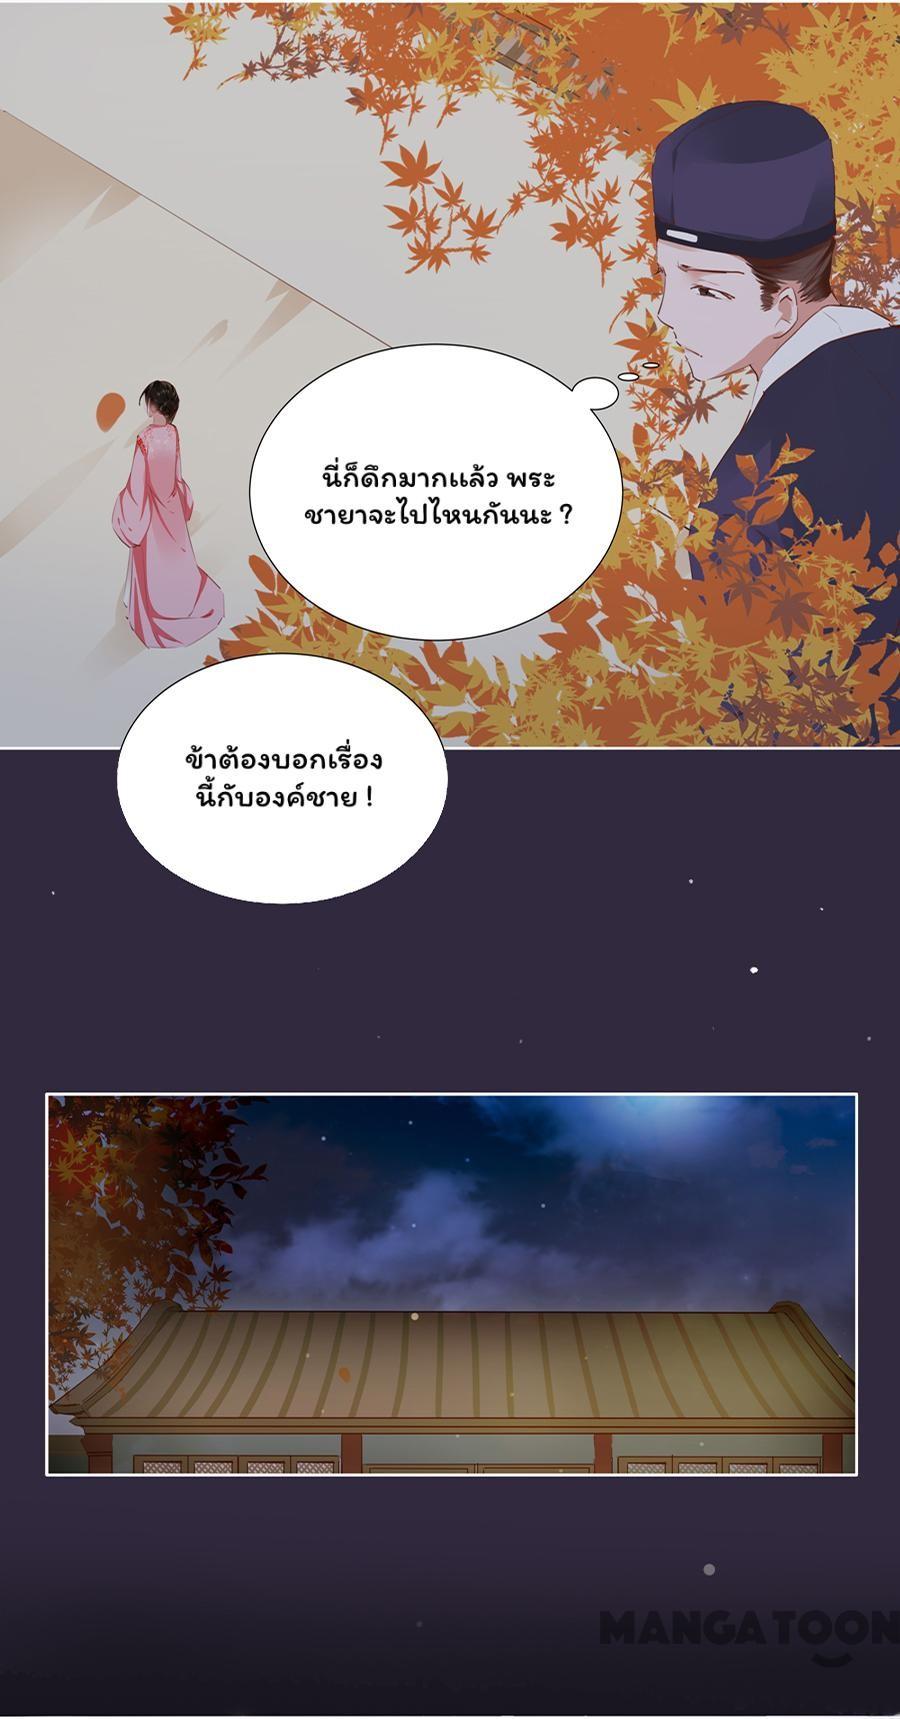 นี่ก็ดึกมากแล้ว พระ
ชายาจะไปไหนกันนะ ?
ข้าต้องบอกเรื่อง
นี้กับองค์ชาย !
MANGA TOON